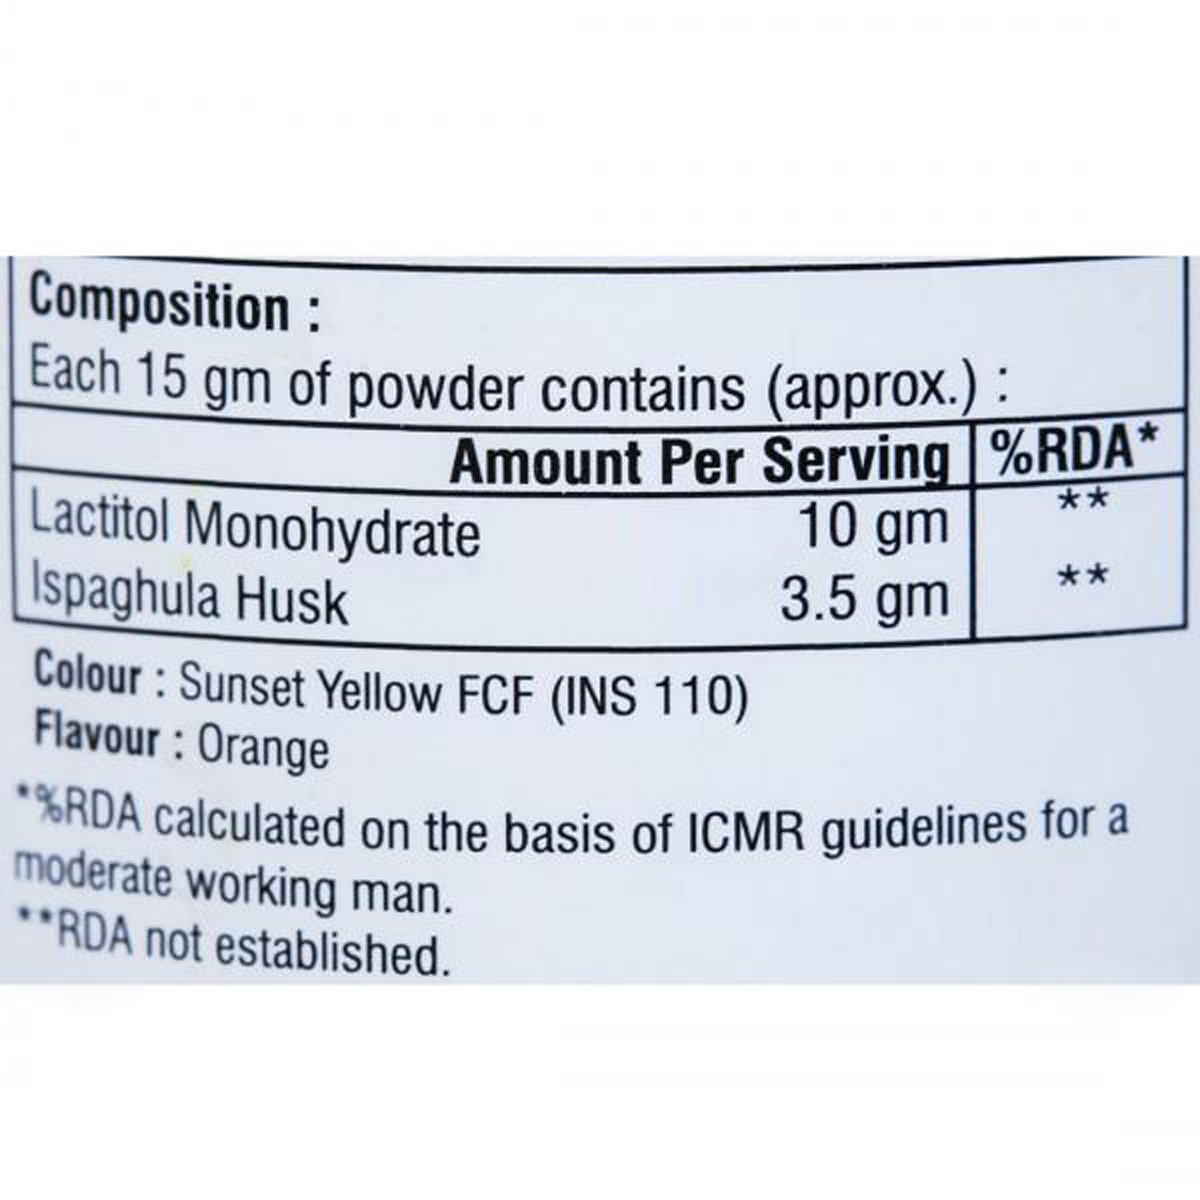 Composition :
Each 15 gm of powder contains (approx.) :
Amount Per Serving %RDA*
Lactitol Monohydrate 10 gm **
Ispaghula Husk 3.5 gm **
Colour : Sunset Yellow FCF (INS 110)
Flavour : Orange
*%RDA calculated on the basis of ICMR guidelines for a
moderate working man.
**RDA not established.